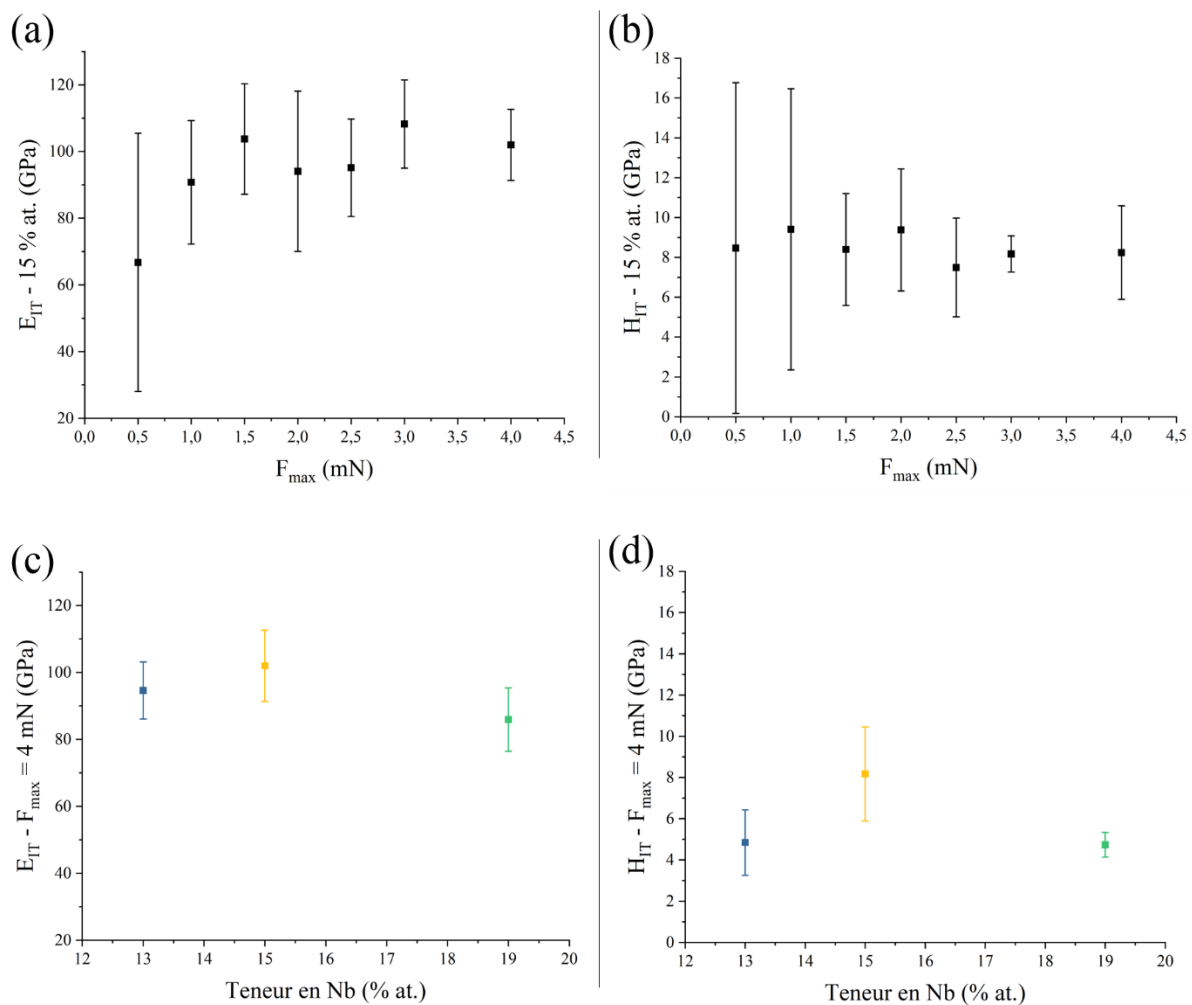 (a)
E_IT - 15 % at. (GPa)
120
100
80
60
40
20
0,0 0,5 1,0 1,5 2,0 2,5 3,0 3,5 4,0 4,5
F_max (mN)
(b)
H_IT - 15 % at. (GPa)
18
16
14
12
10
8
6
4
2
0
0,0 0,5 1,0 1,5 2,0 2,5 3,0 3,5 4,0 4,5
F_max (mN)
(c)
E_IT - F_max = 4 mN (GPa)
120
100
80
60
40
20
12 13 14 15 16 17 18 19 20
Teneur en Nb (% at.)
(d)
H_IT - F_max = 4 mN (GPa)
18
16
14
12
10
8
6
4
2
0
12 13 14 15 16 17 18 19 20
Teneur en Nb (% at.)